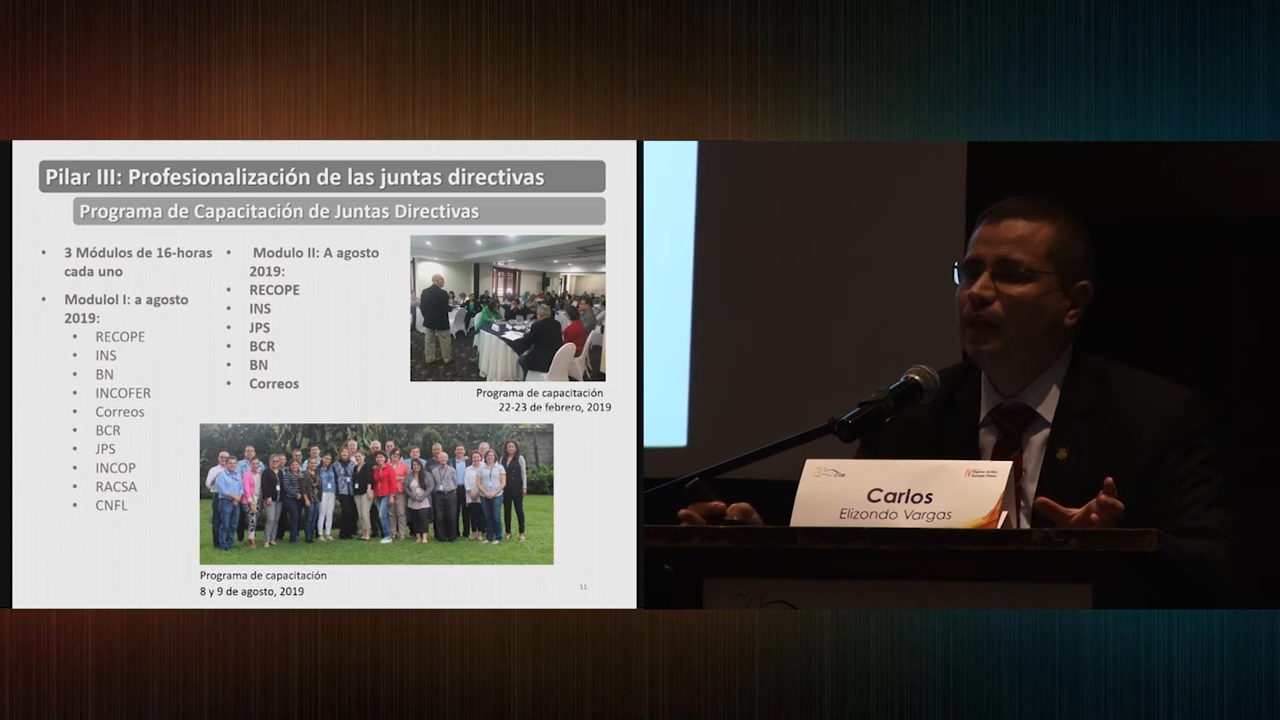 Pilar III: Profesionalización de las juntas directivas
Programa de Capacitación de Juntas Directivas
• 3 Módulos de 16-horas
cada uno
• Modulol I: a agosto
2019:
• RECOPE
• INS
• BN
• INCOFER
• Correos
• BCR
• JPS
• INCOP
• RACSA
• CNFL
• Modulo II: A agosto
2019:
• RECOPE
• INS
• JPS
• BCR
• BN
• Correos
Programa de capacitación
22-23 de febrero, 2019
Programa de capacitación
8 y 9 de agosto, 2019
11
Carlos
Elizondo Vargas